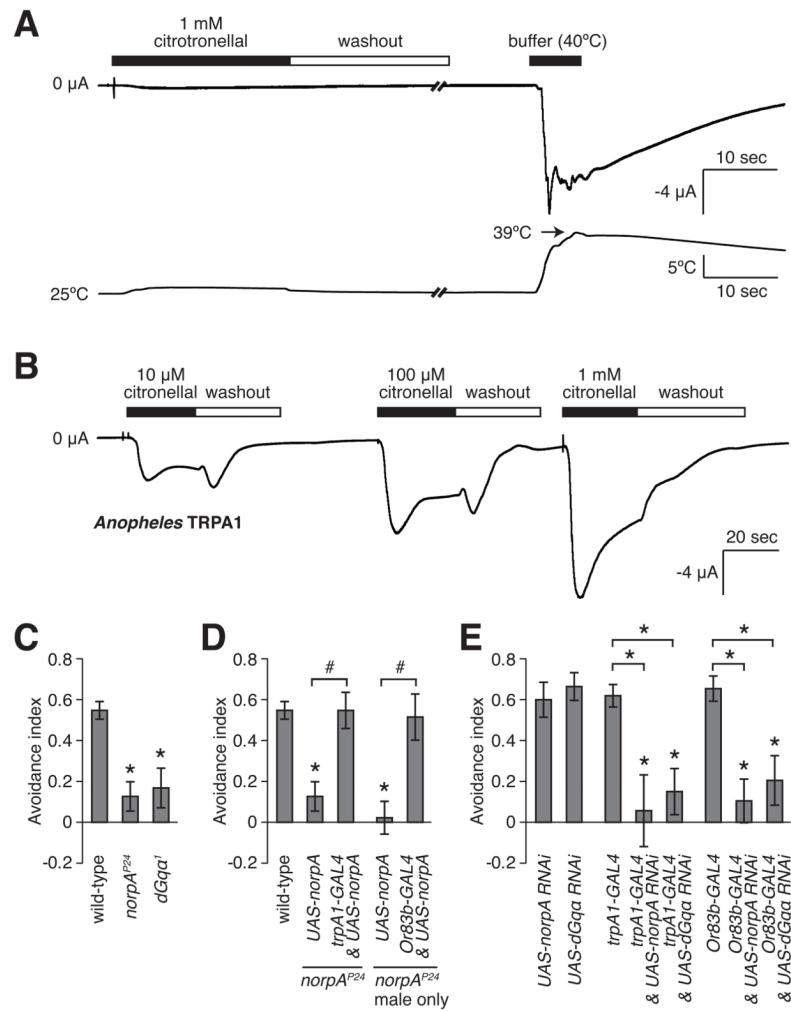 A
1 mM
citrotronellal
washout
buffer (40ºC)
0 µA
10 sec
-4 µA
39ºC
5ºC
10 sec
25ºC
B
10 µM
citronellal
washout
100 µM
citronellal
washout
1 mM
citronellal
washout
0 µA
Anopheles TRPA1
20 sec
-4 µA
C
Avoidance index
0.8
0.6
0.4
0.2
0
-0.2
*
*
wild-type
norpA^P24
dGqα^1
D
Avoidance index
0.8
0.6
0.4
0.2
0
-0.2
#
#
*
*
wild-type
UAS-norpA
trpA1-GAL4
& UAS-norpA
UAS-norpA
Or83b-GAL4
& UAS-norpA
norpA^P24
norpA^P24
male only
E
Avoidance index
0.8
0.6
0.4
0.2
0
-0.2
*
*
*
*
*
*
*
*
UAS-norpA RNAi
UAS-dGqα RNAi
trpA1-GAL4
trpA1-GAL4
& UAS-norpA RNAi
trpA1-GAL4
& UAS-dGqα RNAi
Or83b-GAL4
Or83b-GAL4
& UAS-norpA RNAi
Or83b-GAL4
& UAS-dGqα RNAi